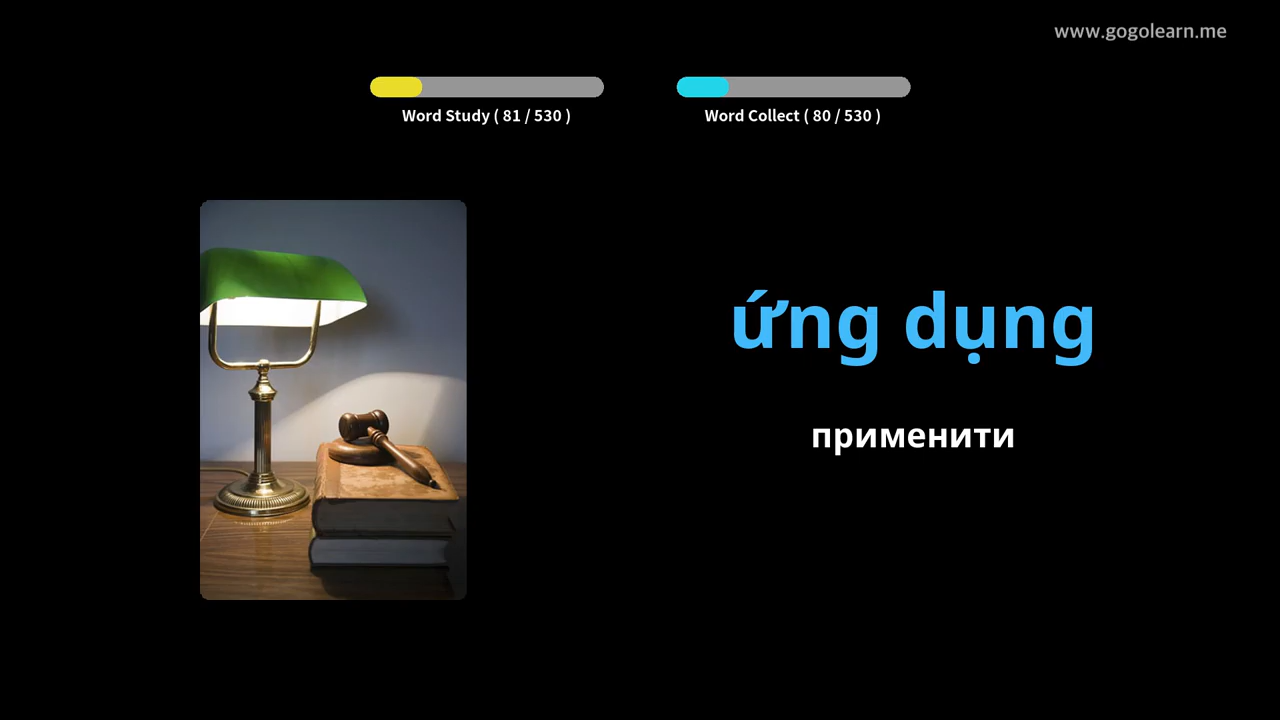 www.gogolearn.me
Word Study ( 81 / 530 )
Word Collect ( 80 / 530 )
ứng dụng
применити